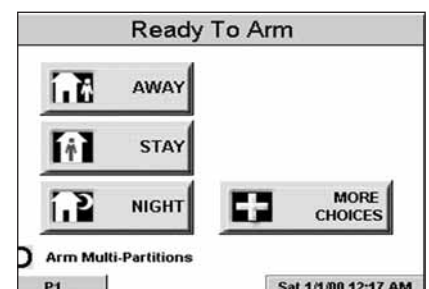 Ready To Arm
AWAY
STAY
NIGHT
MORE
CHOICES
Arm Multi-Partitions
P1
Sat 1/1/00 12:17 AM